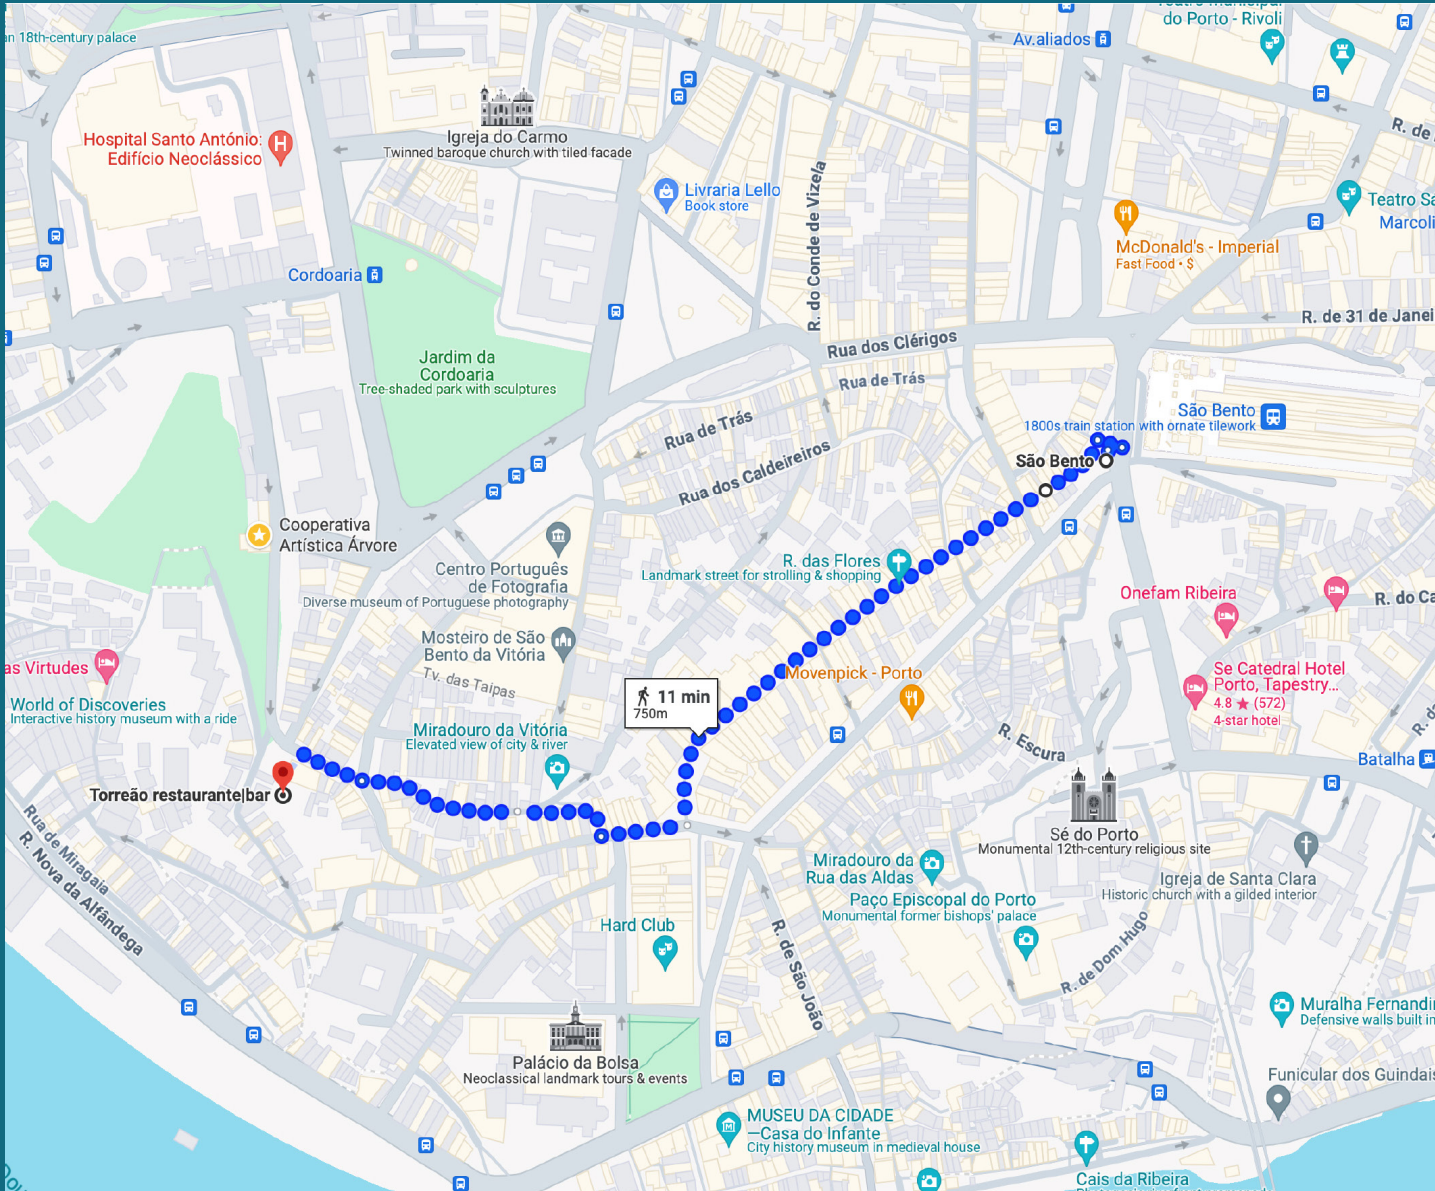 Teatro Municipal
do Porto - Rivoli
an 18th-century palace
Av.aliados
R. de
Hospital Santo António:
Edifício Neoclássico
Igreja do Carmo
Twinned baroque church with tiled facade
Livraria Lello
Book store
R. do Conde de Vizela
Teatro Sa
Marcoli
McDonald's - Imperial
Fast Food • $
Cordoaria
R. de 31 de Janei
Rua dos Clérigos
Jardim da
Cordoaria
Tree-shaded park with sculptures
Rua de Trás
São Bento
1800s train station with ornate tilework
Rua de Trás
São Bento
Rua dos Caldeireiros
Cooperativa
Artística Árvore
Centro Português
de Fotografia
Diverse museum of Portuguese photography
R. das Flores
Landmark street for strolling & shopping
Onefam Ribeira
R. do Ca
Mosteiro de São
Bento da Vitória
as Virtudes
Tv. das Taipas
Movenpick - Porto
Se Catedral Hotel
Porto, Tapestry...
4.8 ★ (572)
4-star hotel
11 min
750m
World of Discoveries
Interactive history museum with a ride
Miradouro da Vitória
Elevated view of city & river
R. Escura
R. d
Batalha
Torreão restaurante|bar
Rua de Miragaia
R. Nova da Alfândega
Sé do Porto
Monumental 12th-century religious site
Miradouro da
Rua das Aldas
Igreja de Santa Clara
Historic church with a gilded interior
Paço Episcopal do Porto
Monumental former bishops' palace
Hard Club
R. de São João
R. de Dom Hugo
Muralha Fernandi
Defensive walls built in
Palácio da Bolsa
Neoclassical landmark tours & events
Funicular dos Guindais
MUSEU DA CIDADE
—Casa do Infante
City history museum in medieval house
Cais da Ribeira
Dou